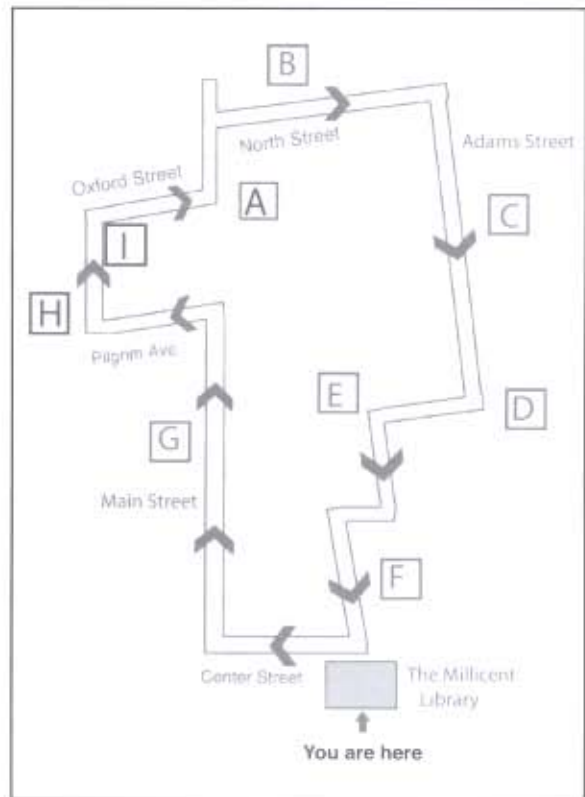 B
North Street
Adams Street
Oxford Street
A
C
I
H
Pilgrim Ave
E
D
G
Main Street
F
Center Street
The Millicent
Library
You are here